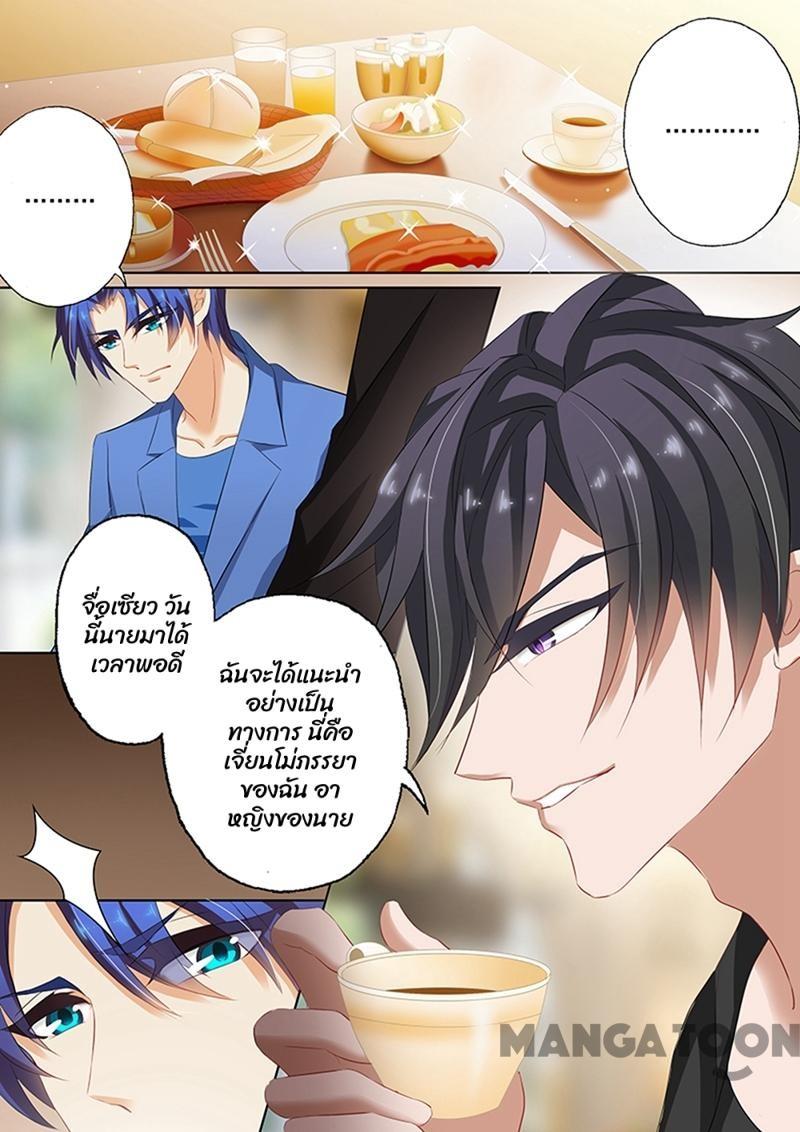 ............
.........
จื่อเซียว วัน
นี้นายมาได้
เวลาพอดี
ฉันจะได้แนะนำ
อย่างเป็น
ทางการ นี่คือ
เจี่ยนโม่ภรรยา
ของฉัน อา
หญิงของนาย
MANGATOON